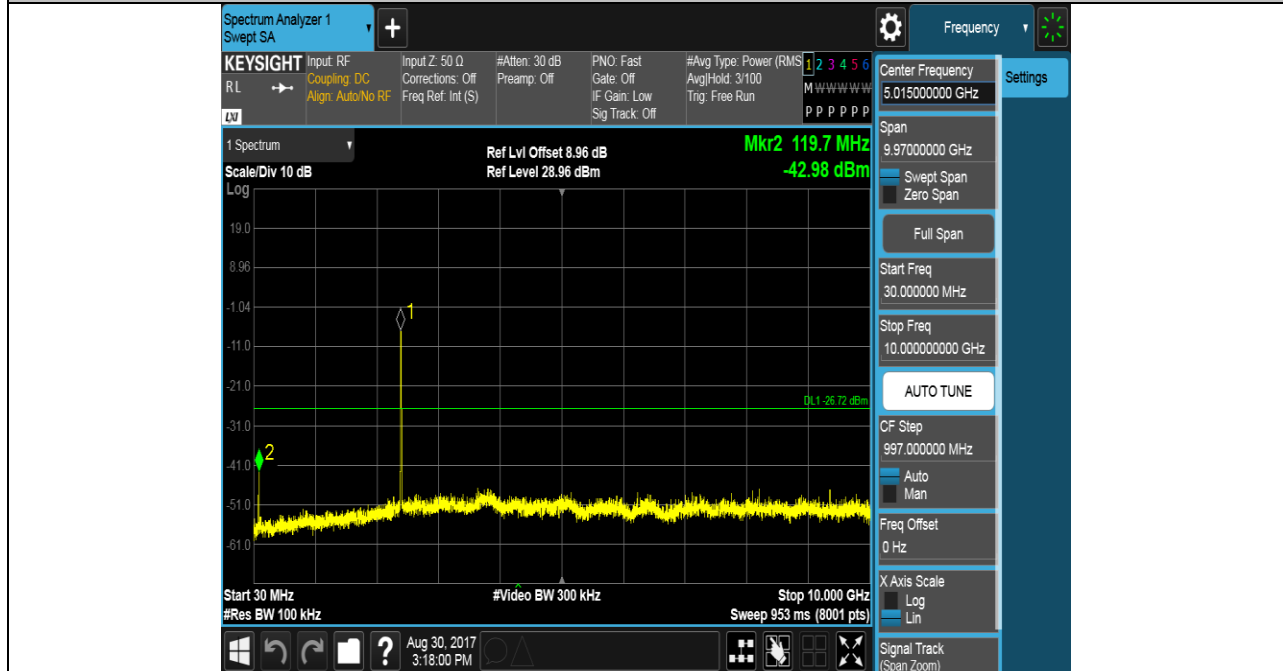 Spectrum Analyzer 1
Swept SA
+
Frequency
KEYSIGHT
RL
LXI
Input: RF
Coupling: DC
Align: Auto/No RF
Input Z: 50 Ω
Corrections: Off
Freq Ref: Int (S)
#Atten: 30 dB
Preamp: Off
PNO: Fast
Gate: Off
IF Gain: Low
Sig Track: Off
#Avg Type: Power (RMS
Avg|Hold: 3/100
Trig: Free Run
1 2 3 4 5 6
M W W W W W
P P P P P P
Center Frequency
5.015000000 GHz
Settings
1 Spectrum
Scale/Div 10 dB
Ref Lvl Offset 8.96 dB
Ref Level 28.96 dBm
Mkr2 119.7 MHz
-42.98 dBm
Log
19.0
8.96
-1.04
-11.0
-21.0
-31.0
-41.0
-51.0
-61.0
1
2
DL1 -26.72 dBm
Start 30 MHz
#Res BW 100 kHz
#Video BW 300 kHz
Stop 10.000 GHz
Sweep 953 ms (8001 pts)
Span
9.97000000 GHz
Swept Span
Zero Span
Full Span
Start Freq
30.000000 MHz
Stop Freq
10.000000000 GHz
AUTO TUNE
CF Step
997.000000 MHz
Auto
Man
Freq Offset
0 Hz
X Axis Scale
Log
Lin
Signal Track
(Span Zoom)
?
Aug 30, 2017
3:18:00 PM